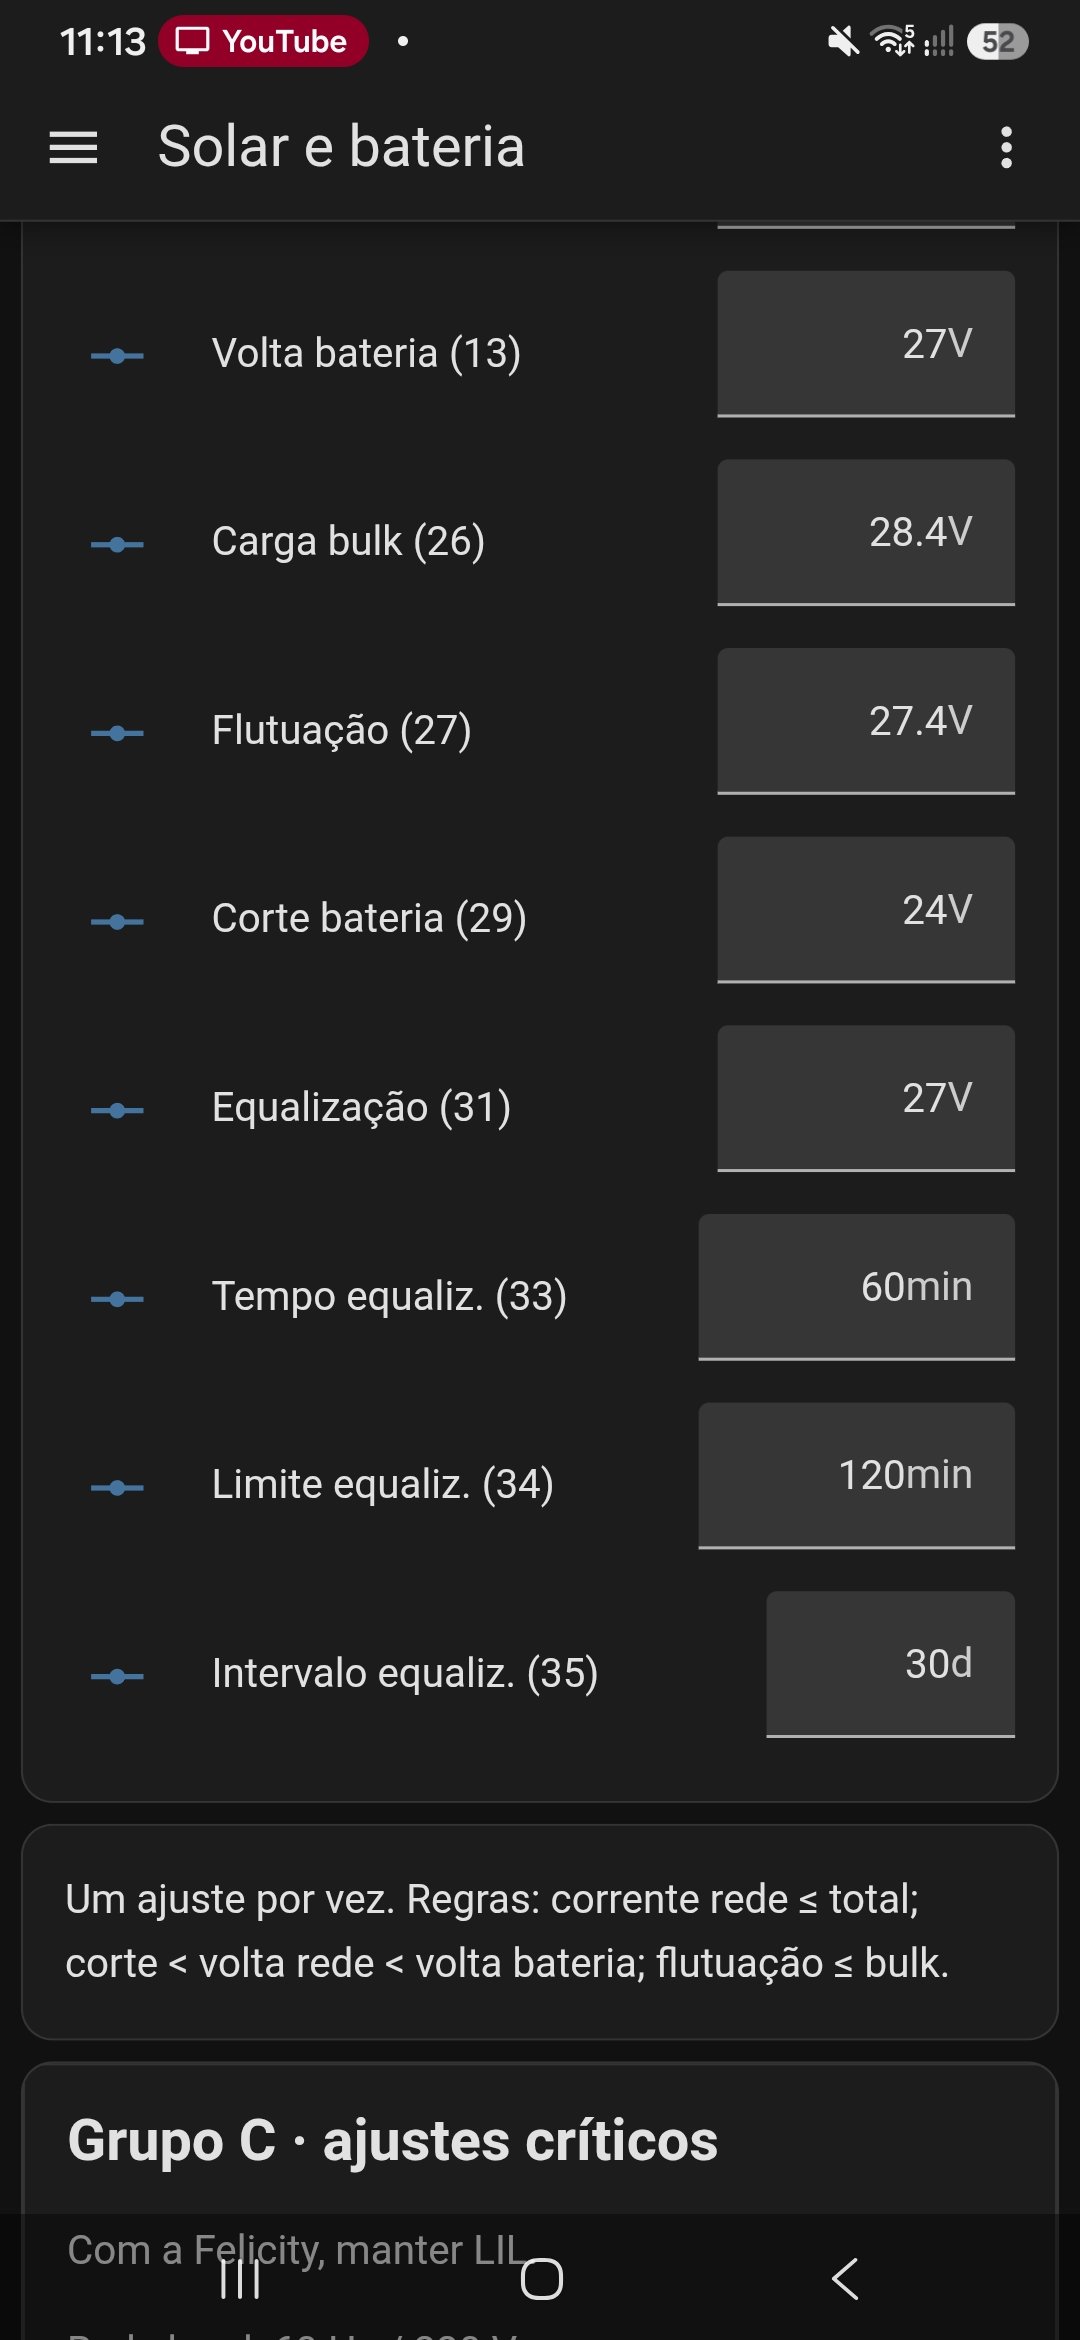 11:13 YouTube 52
Solar e bateria
Volta bateria (13) 27V
Carga bulk (26) 28.4V
Flutuação (27) 27.4V
Corte bateria (29) 24V
Equalização (31) 27V
Tempo equaliz. (33) 60min
Limite equaliz. (34) 120min
Intervalo equaliz. (35) 30d
Um ajuste por vez. Regras: corrente rede ≤ total;
corte < volta rede < volta bateria; flutuação ≤ bulk.
Grupo C · ajustes críticos
Com a Felicity, manter LIL